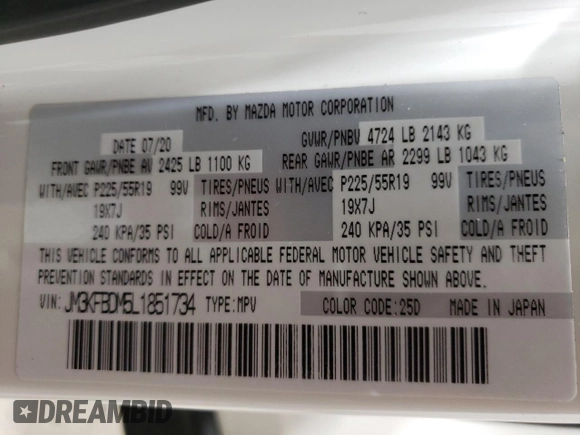 MFD. BY MAZDA MOTOR CORPORATION
DATE 07/20 GVWR/PNBV 4724 LB 2143 KG
FRONT GAWR/PNBE AV 2425 LB 1100 KG REAR GAWR/PNBE AR 2299 LB 1043 KG
WITH/AVEC P225/55R19 99V TIRES/PNEUS WITH/AVEC P225/55R19 99V TIRES/PNEUS
19X7J RIMS/JANTES 19X7J RIMS/JANTES
240 KPA/35 PSI COLD/A FROID 240 KPA/35 PSI COLD/A FROID
THIS VEHICLE CONFORMS TO ALL APPLICABLE FEDERAL MOTOR VEHICLE SAFETY AND THEFT
PREVENTION STANDARDS IN EFFECT ON THE DATE OF MANUFACTURE SHOWN ABOVE.
VIN: JM3KFBDM5L1851734 TYPE:MPV COLOR CODE:25D MADE IN JAPAN
DREAMBID